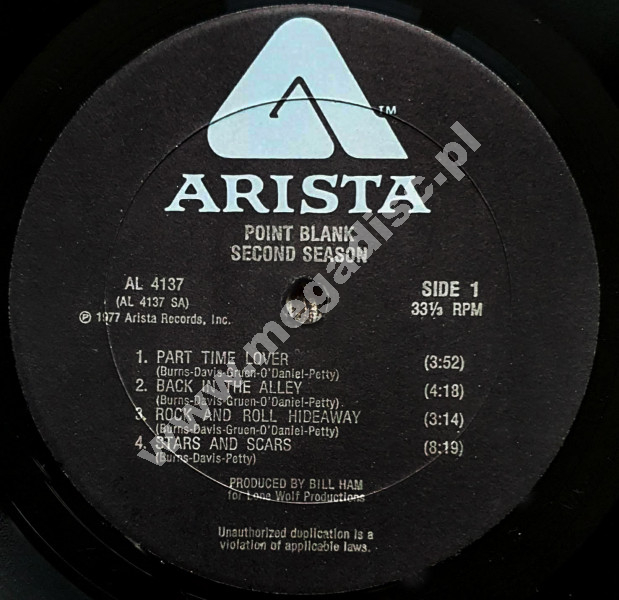 TM
ARISTA
POINT BLANK
SECOND SEASON
AL 4137
(AL 4137 SA)
℗ 1977 Arista Records, Inc.
SIDE 1
33⅓ RPM
1. PART TIME LOVER (3:52)
(Burns-Davis-Gruen-O'Daniel-Petty)
2. BACK IN THE ALLEY (4:18)
(Burns-Davis-Gruen-O'Daniel-Petty)
3. ROCK AND ROLL HIDEAWAY (3:14)
(Burns-Davis-Gruen-O'Daniel-Petty)
4. STARS AND SCARS (8:19)
(Burns-Davis-Petty)
PRODUCED BY BILL HAM
for Lone Wolf Productions
Unauthorized duplication is a
violation of applicable laws.
www.megadisc.pl